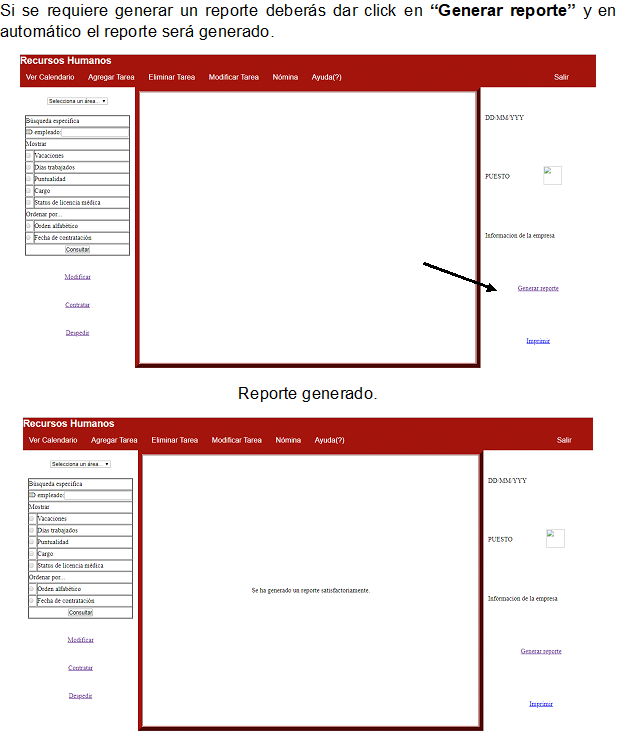 Si se requiere generar un reporte deberás dar click en “Generar reporte” y en
automático el reporte será generado.
Recursos Humanos
Ver Calendario Agregar Tarea Eliminar Tarea Modificar Tarea Nómina Ayuda(?) Salir
Selecciona un área...
Búsqueda específica
ID empleado:
Mostrar
Vacaciones
Días trabajados
Puntualidad
Cargo
Status de licencia médica
Ordenar por...
Orden alfabético
Fecha de contratación
Consultar
Modificar
Contratar
Despedir
DD/MM/YYY
PUESTO
Informacion de la empresa
Generar reporte
Imprimir
Reporte generado.
Recursos Humanos
Ver Calendario Agregar Tarea Eliminar Tarea Modificar Tarea Nómina Ayuda(?) Salir
Selecciona un área...
Búsqueda específica
ID empleado:
Mostrar
Vacaciones
Días trabajados
Puntualidad
Cargo
Status de licencia médica
Ordenar por...
Orden alfabético
Fecha de contratación
Consultar
Modificar
Contratar
Despedir
Se ha generado un reporte satisfactoriamente.
DD/MM/YYY
PUESTO
Informacion de la empresa
Generar reporte
Imprimir